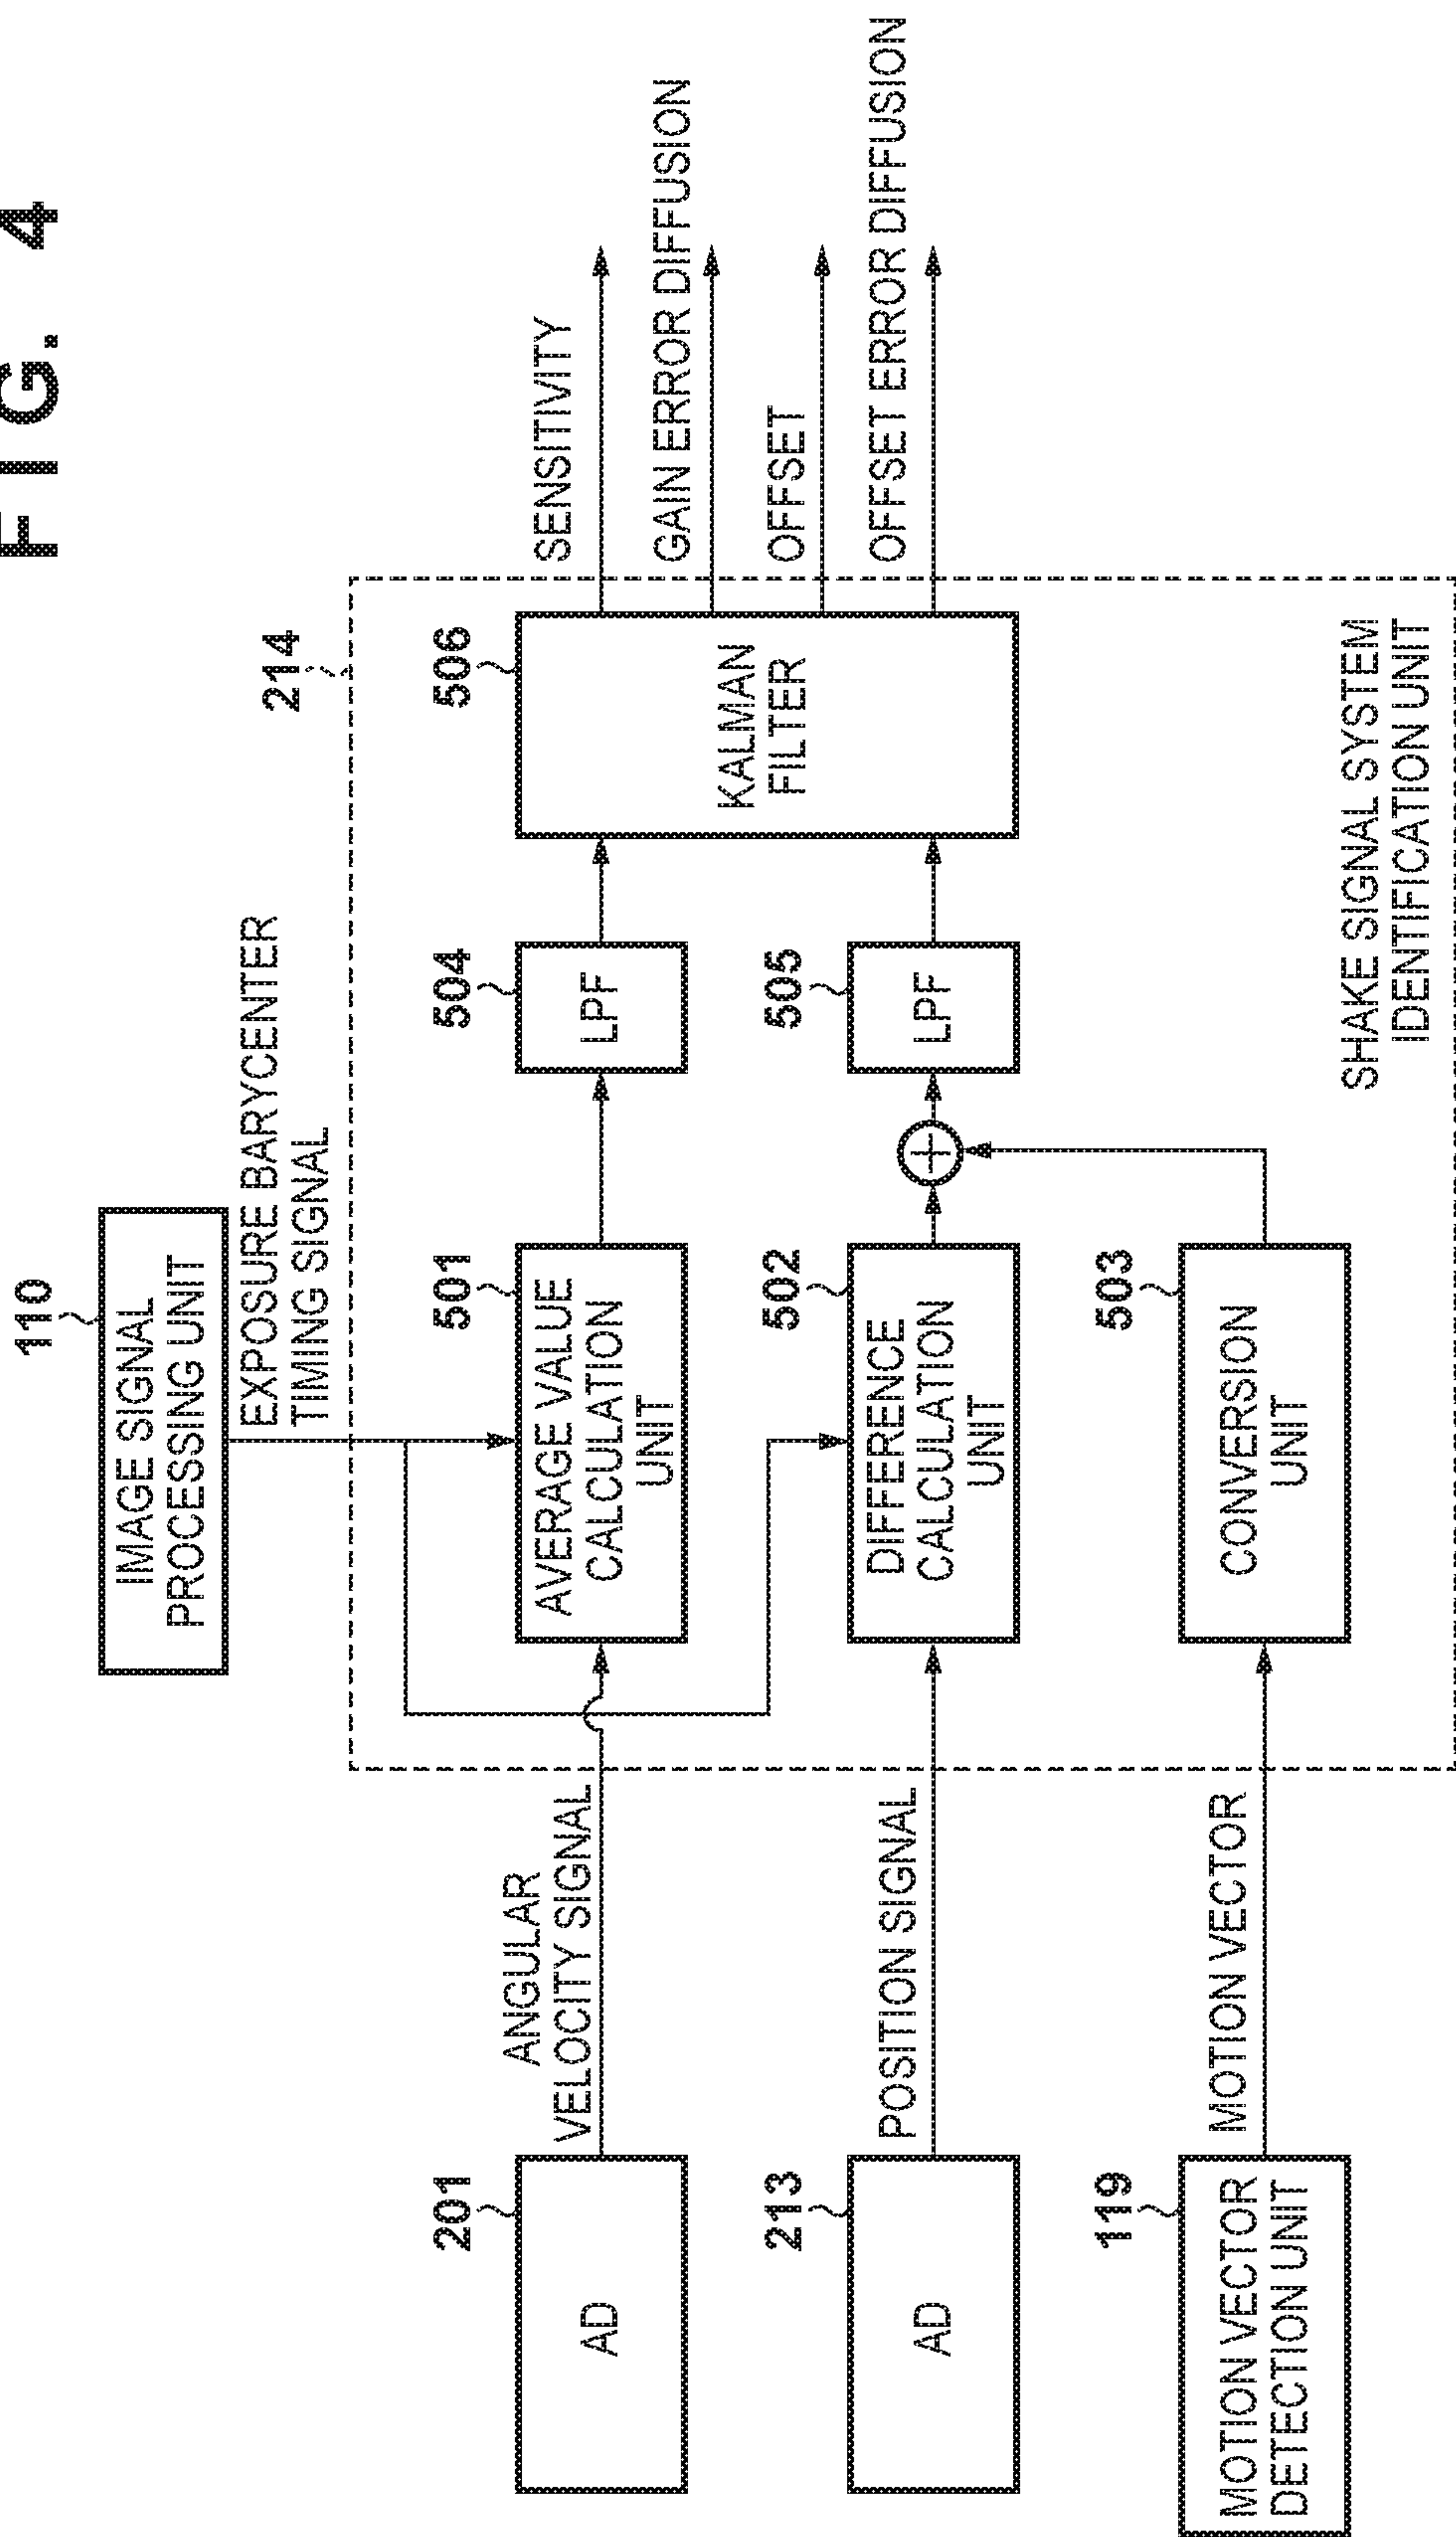 FIG. 4
110
IMAGE SIGNAL
PROCESSING UNIT
EXPOSURE BARYCENTER
TIMING SIGNAL
214
201
AD
ANGULAR
VELOCITY SIGNAL
501
AVERAGE VALUE
CALCULATION
UNIT
504
LPF
506
KALMAN
FILTER
SENSITIVITY
GAIN ERROR DIFFUSION
OFFSET
OFFSET ERROR DIFFUSION
213
AD
POSITION SIGNAL
502
DIFFERENCE
CALCULATION
UNIT
+
505
LPF
119
MOTION VECTOR
DETECTION UNIT
MOTION VECTOR
503
CONVERSION
UNIT
SHAKE SIGNAL SYSTEM
IDENTIFICATION UNIT